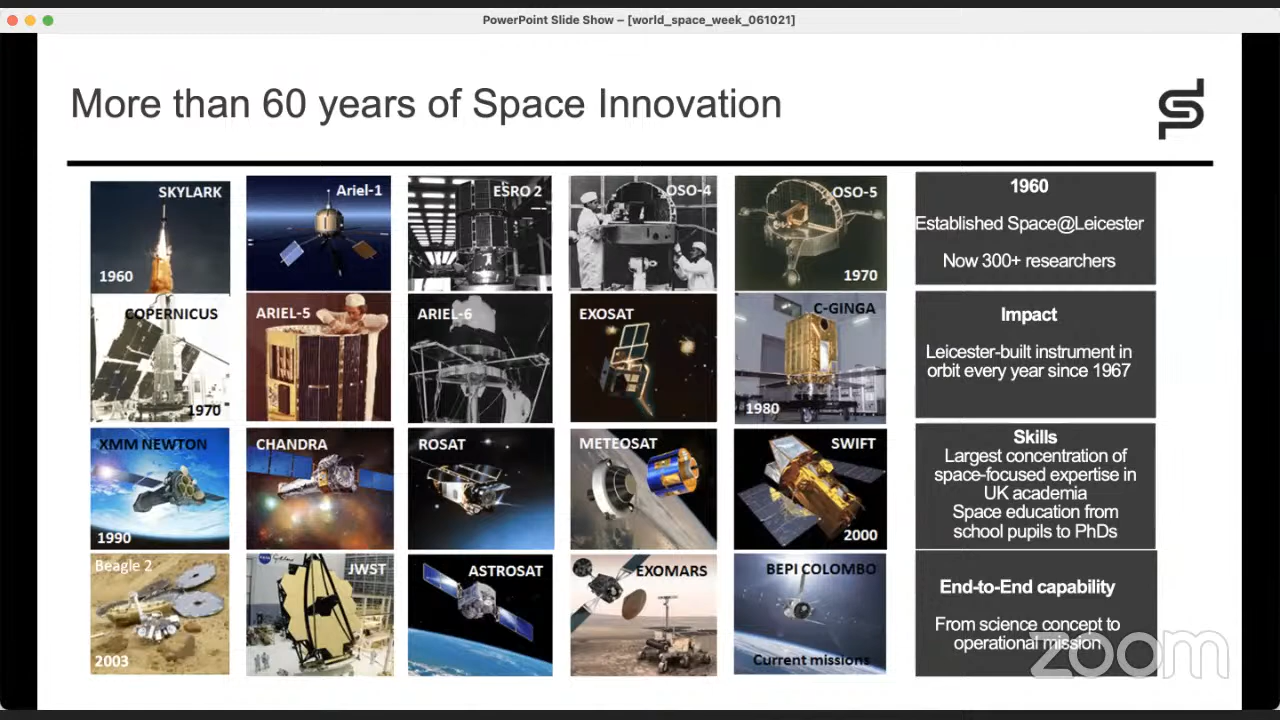 PowerPoint Slide Show – [world_space_week_061021]
More than 60 years of Space Innovation
SKYLARK
1960
Ariel-1
ESRO 2
OSO-4
OSO-5
1970
1960
Established Space@Leicester
Now 300+ researchers
COPERNICUS
1970
ARIEL-5
ARIEL-6
EXOSAT
C-GINGA
1980
Impact
Leicester-built instrument in
orbit every year since 1967
XMM NEWTON
1990
CHANDRA
ROSAT
METEOSAT
SWIFT
2000
Skills
Largest concentration of
space-focused expertise in
UK academia
Space education from
school pupils to PhDs
Beagle 2
2003
JWST
ASTROSAT
EXOMARS
BEPI COLOMBO
Current missions
End-to-End capability
From science concept to
operational mission
zoom